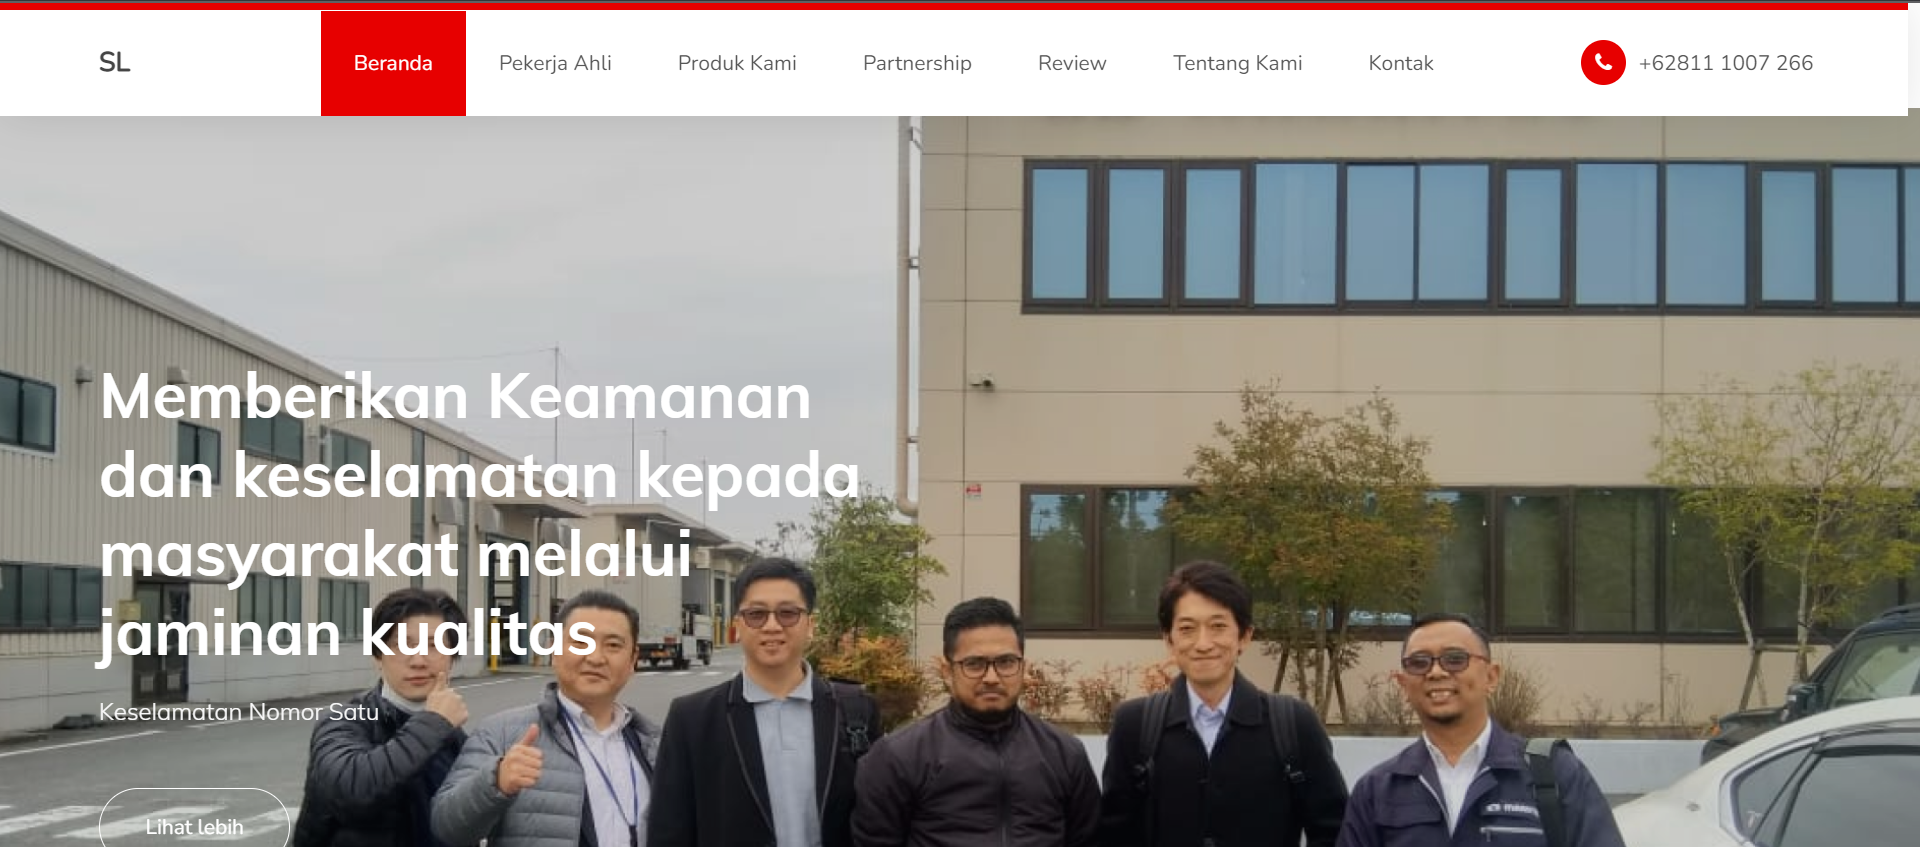 SL
Beranda
Pekerja Ahli
Produk Kami
Partnership
Review
Tentang Kami
Kontak
+62811 1007 266
Memberikan Keamanan
dan keselamatan kepada
masyarakat melalui
jaminan kualitas
Keselamatan Nomor Satu
Lihat lebih